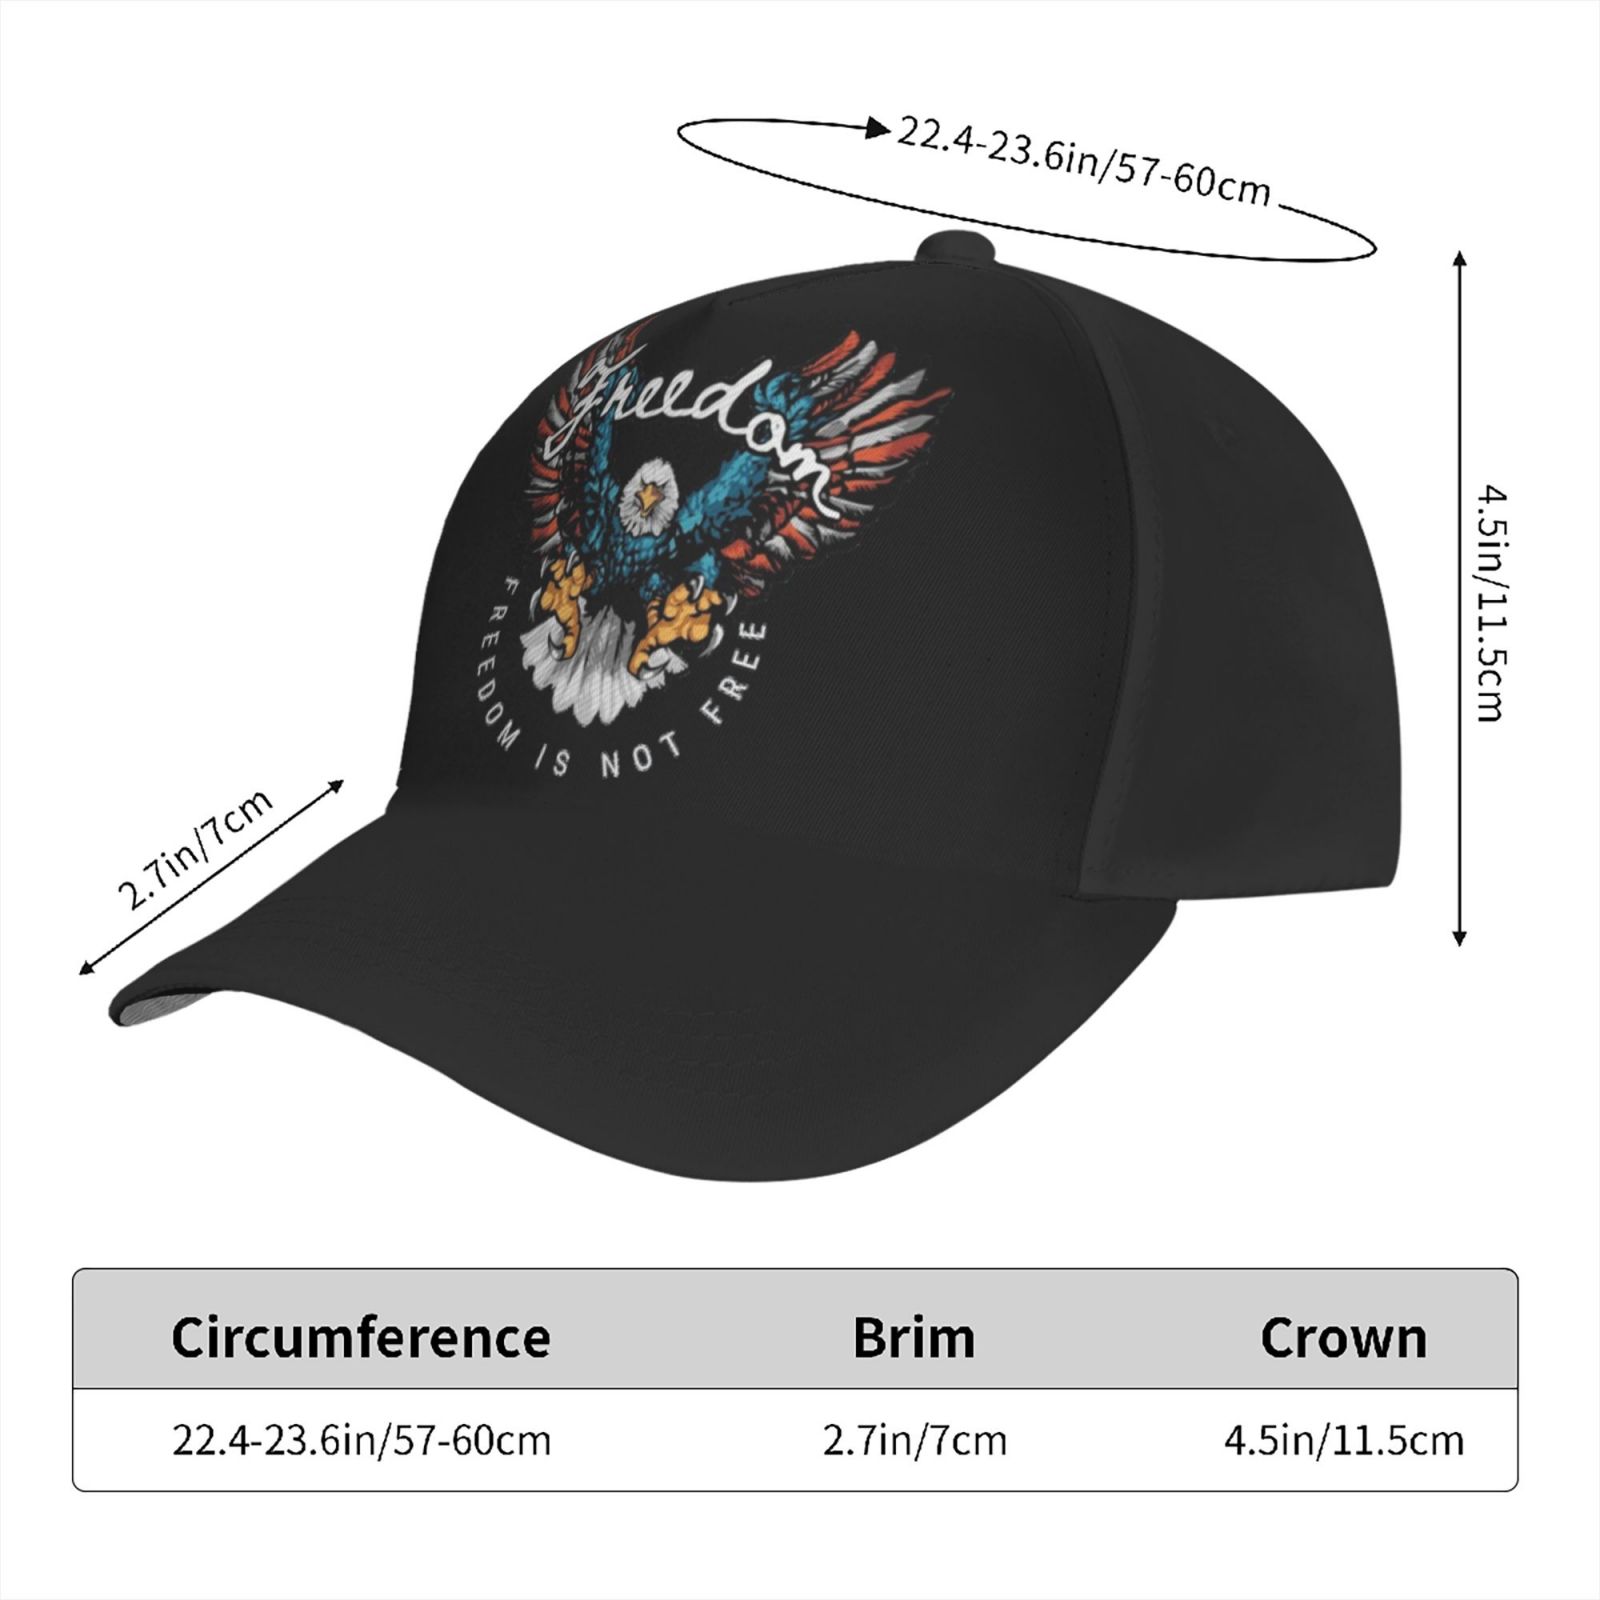 22.4-23.6in/57-60cm
Freedom
4.5in/11.5cm
FREEDOM IS NOT FREE
2.7in/7cm
Circumference Brim Crown
22.4-23.6in/57-60cm 2.7in/7cm 4.5in/11.5cm